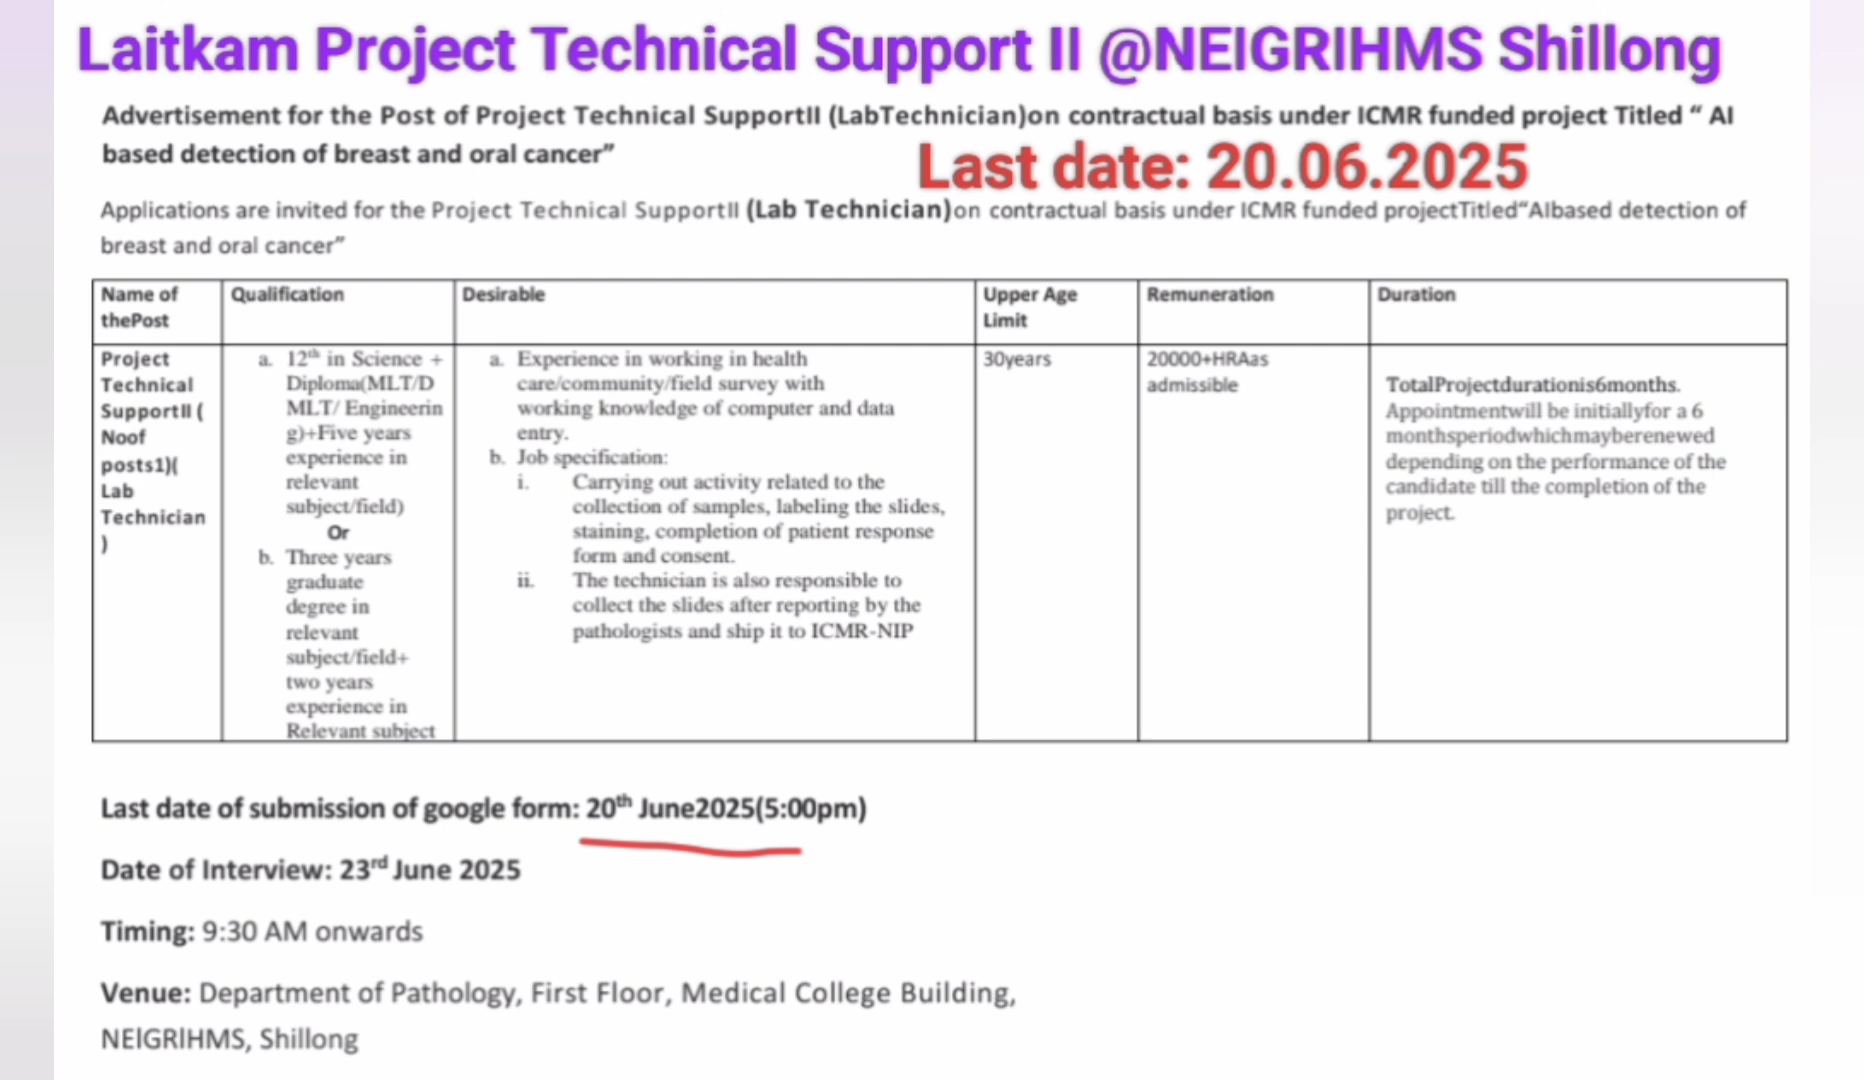 Laitkam Project Technical Support II @NEIGRIHMS Shillong
Advertisement for the Post of Project Technical SupportII (LabTechnician)on contractual basis under ICMR funded project Titled “ AI
based detection of breast and oral cancer”
Last date: 20.06.2025
Applications are invited for the Project Technical SupportII (Lab Technician)on contractual basis under ICMR funded projectTitled“AIbased detection of
breast and oral cancer”
Name of
thePost
Qualification
Desirable
Upper Age
Limit
Remuneration
Duration
Project
Technical
SupportII (
Noof
posts1)(
Lab
Technician
)
a. 12th in Science +
Diploma(MLT/D
MLT/ Engineerin
g)+Five years
experience in
relevant
subject/field)
Or
b. Three years
graduate
degree in
relevant
subject/field+
two years
experience in
Relevant subject
a. Experience in working in health
care/community/field survey with
working knowledge of computer and data
entry.
b. Job specification:
i. Carrying out activity related to the
collection of samples, labeling the slides,
staining, completion of patient response
form and consent.
ii. The technician is also responsible to
collect the slides after reporting by the
pathologists and ship it to ICMR-NIP
30years
20000+HRAas
admissible
TotalProjectdurationis6months.
Appointmentwill be initiallyfor a 6
monthsperiodwhichmayberenewed
depending on the performance of the
candidate till the completion of the
project.
Last date of submission of google form: 20th June2025(5:00pm)
Date of Interview: 23rd June 2025
Timing: 9:30 AM onwards
Venue: Department of Pathology, First Floor, Medical College Building,
NEIGRIHMS, Shillong